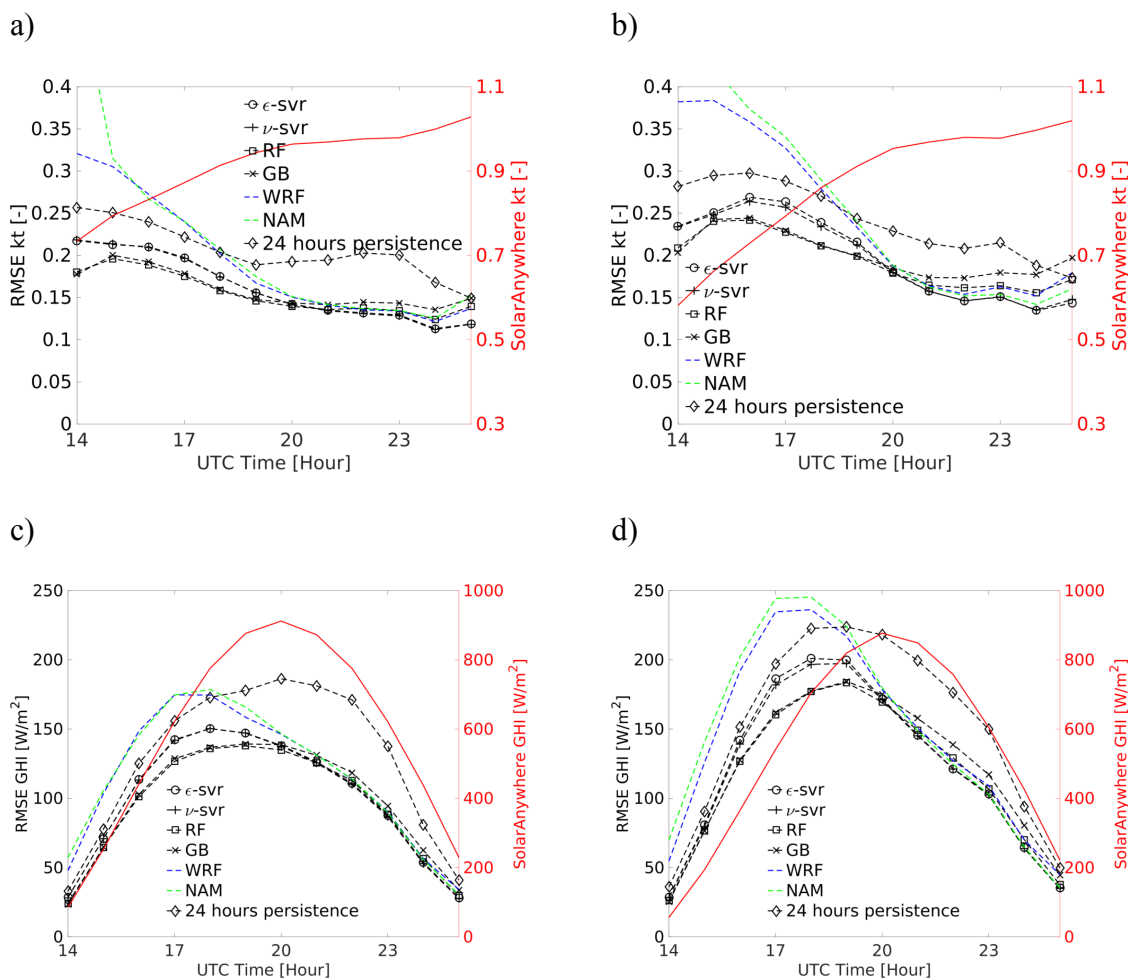 a)
b)
0.4
0.35
0.3
0.25
0.2
0.15
0.1
0.05
0
RMSE kt [-]
ϵ-svr
ν-svr
RF
GB
WRF
NAM
24 hours persistence
1.1
0.9
0.7
0.5
0.3
SolarAnywhere kt [-]
14 17 20 23
UTC Time [Hour]
0.4
0.35
0.3
0.25
0.2
0.15
0.1
0.05
0
RMSE kt [-]
ϵ-svr
ν-svr
RF
GB
WRF
NAM
24 hours persistence
1.1
0.9
0.7
0.5
0.3
SolarAnywhere kt [-]
14 17 20 23
UTC Time [Hour]
c)
d)
250
200
150
100
50
0
RMSE GHI [W/m²]
ϵ-svr
ν-svr
RF
GB
WRF
NAM
24 hours persistence
1000
800
600
400
200
0
SolarAnywhere GHI [W/m²]
14 17 20 23
UTC Time [Hour]
250
200
150
100
50
0
RMSE GHI [W/m²]
ϵ-svr
ν-svr
RF
GB
WRF
NAM
24 hours persistence
1000
800
600
400
200
0
SolarAnywhere GHI [W/m²]
14 17 20 23
UTC Time [Hour]